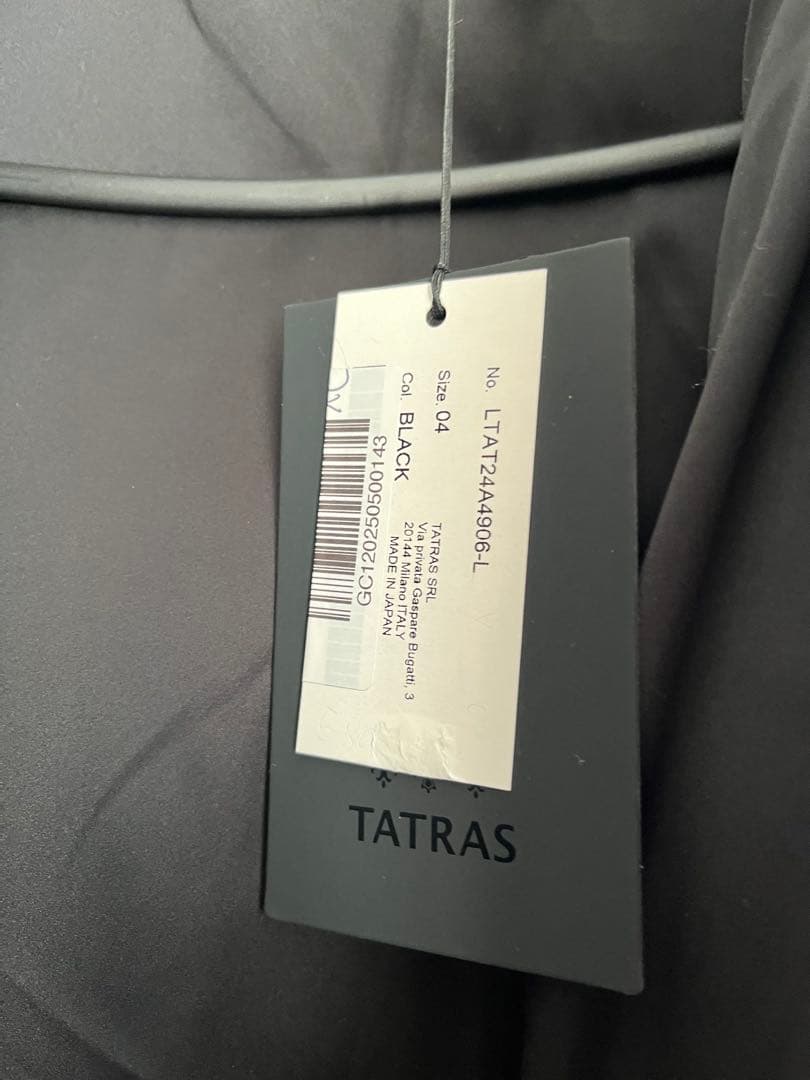 No. LTAT24A4906-L
Size. 04
Col. BLACK
TATRAS SRL
Via privata Gaspare Bugatti, 3
20144 Milano ITALY
MADE IN JAPAN
GC120250500143
TATRAS